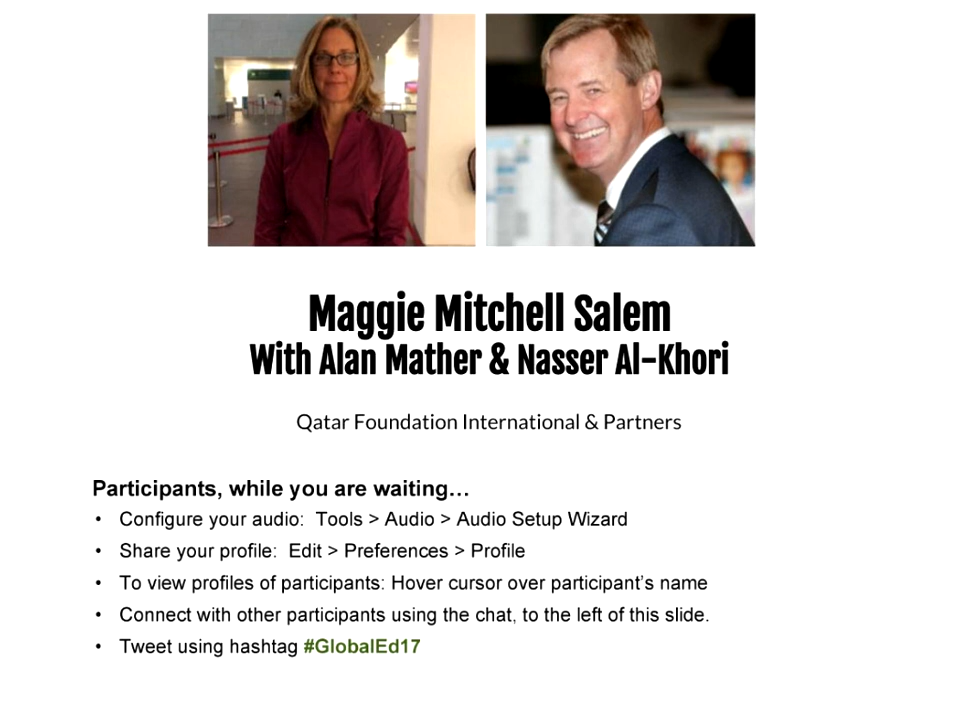 Maggie Mitchell Salem
With Alan Mather & Nasser Al-Khori
Qatar Foundation International & Partners
Participants, while you are waiting…
• Configure your audio:  Tools > Audio > Audio Setup Wizard
• Share your profile:  Edit > Preferences > Profile
• To view profiles of participants: Hover cursor over participant's name
• Connect with other participants using the chat, to the left of this slide.
• Tweet using hashtag #GlobalEd17